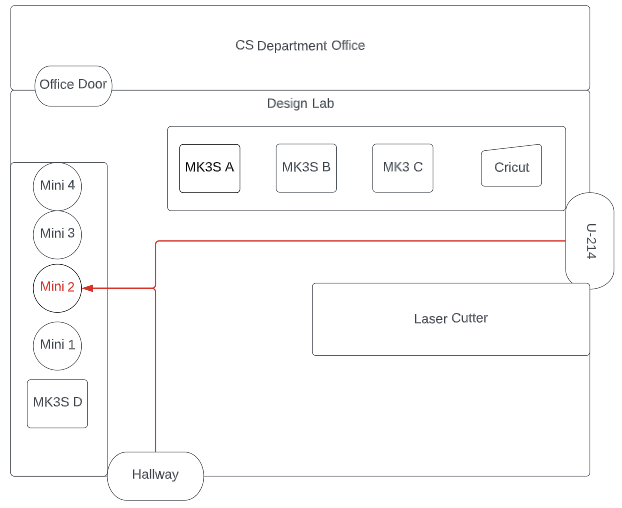 CS Department Office
Office Door
Design Lab
MK3S A
MK3S B
MK3 C
Cricut
Mini 4
Mini 3
Mini 2
Mini 1
MK3S D
U-214
Laser Cutter
Hallway